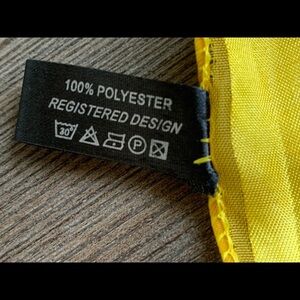 100% POLYESTER
REGISTERED DESIGN
30 P